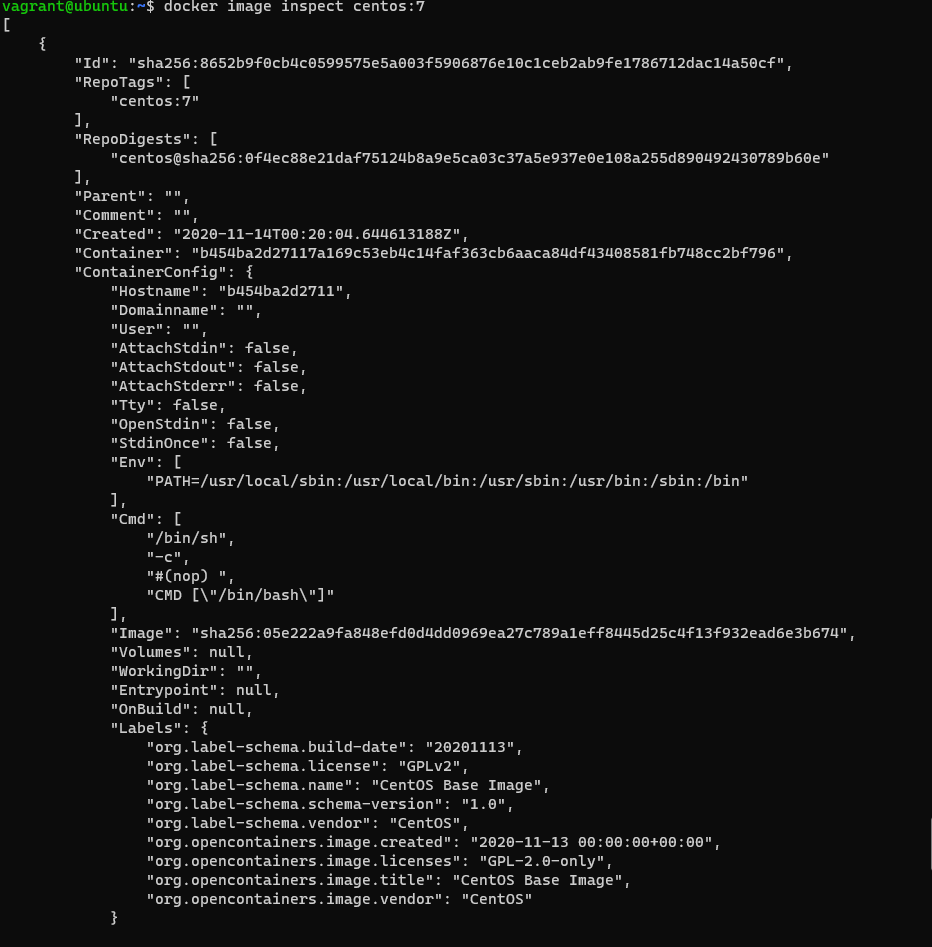 vagrant@ubuntu:~$ docker image inspect centos:7
[
    {
        "Id": "sha256:8652b9f0cb4c0599575e5a003f5906876e10c1ceb2ab9fe1786712dac14a50cf",
        "RepoTags": [
            "centos:7"
        ],
        "RepoDigests": [
            "centos@sha256:0f4ec88e21daf75124b8a9e5ca03c37a5e937e0e108a255d890492430789b60e"
        ],
        "Parent": "",
        "Comment": "",
        "Created": "2020-11-14T00:20:04.644613188Z",
        "Container": "b454ba2d27117a169c53eb4c14faf363cb6aaca84df43408581fb748cc2bf796",
        "ContainerConfig": {
            "Hostname": "b454ba2d2711",
            "Domainname": "",
            "User": "",
            "AttachStdin": false,
            "AttachStdout": false,
            "AttachStderr": false,
            "Tty": false,
            "OpenStdin": false,
            "StdinOnce": false,
            "Env": [
                "PATH=/usr/local/sbin:/usr/local/bin:/usr/sbin:/usr/bin:/sbin:/bin"
            ],
            "Cmd": [
                "/bin/sh",
                "-c",
                "#(nop) ",
                "CMD [\"/bin/bash\"]"
            ],
            "Image": "sha256:05e222a9fa848efd0d4dd0969ea27c789a1eff8445d25c4f13f932ead6e3b674",
            "Volumes": null,
            "WorkingDir": "",
            "Entrypoint": null,
            "OnBuild": null,
            "Labels": {
                "org.label-schema.build-date": "20201113",
                "org.label-schema.license": "GPLv2",
                "org.label-schema.name": "CentOS Base Image",
                "org.label-schema.schema-version": "1.0",
                "org.label-schema.vendor": "CentOS",
                "org.opencontainers.image.created": "2020-11-13 00:00:00+00:00",
                "org.opencontainers.image.licenses": "GPL-2.0-only",
                "org.opencontainers.image.title": "CentOS Base Image",
                "org.opencontainers.image.vendor": "CentOS"
            }